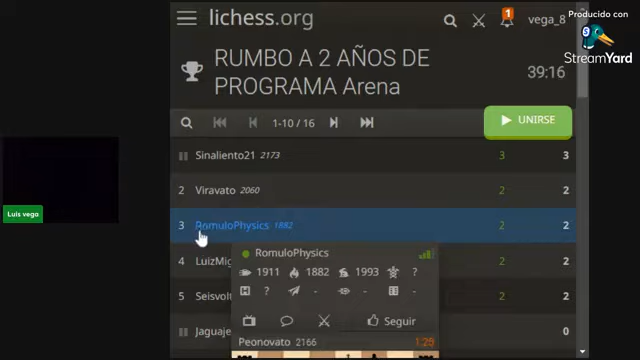 lichess.org
1
vega_8
Producido con
StreamYard
RUMBO A 2 AÑOS DE
PROGRAMA Arena
39:16
1-10 / 16
UNIRSE
Sinaliento21 2173 3 3
2 Viravato 2060 2 2
3 RomuloPhysics 1882 2 2
4 LuizMig 2 2
5 Seisvolt 2 2
Jaguaje 0
RomuloPhysics
1911 1882 1993 ?
? - - -
Seguir
Peonovato 2166 1:25
Luis vega